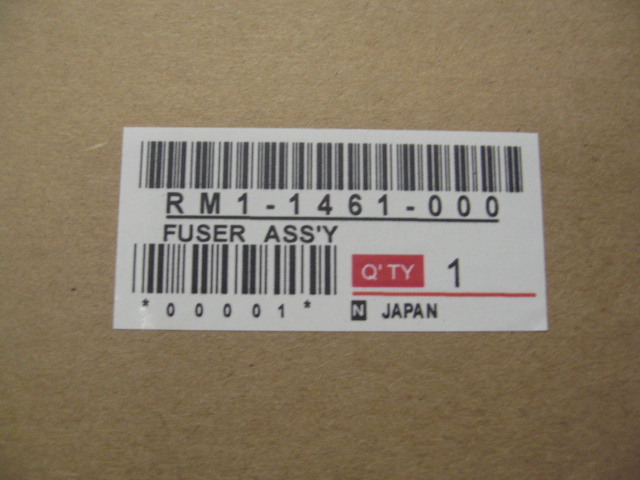 RM1-1461-000
FUSER ASS'Y
Q'TY 1
*00001*
N JAPAN